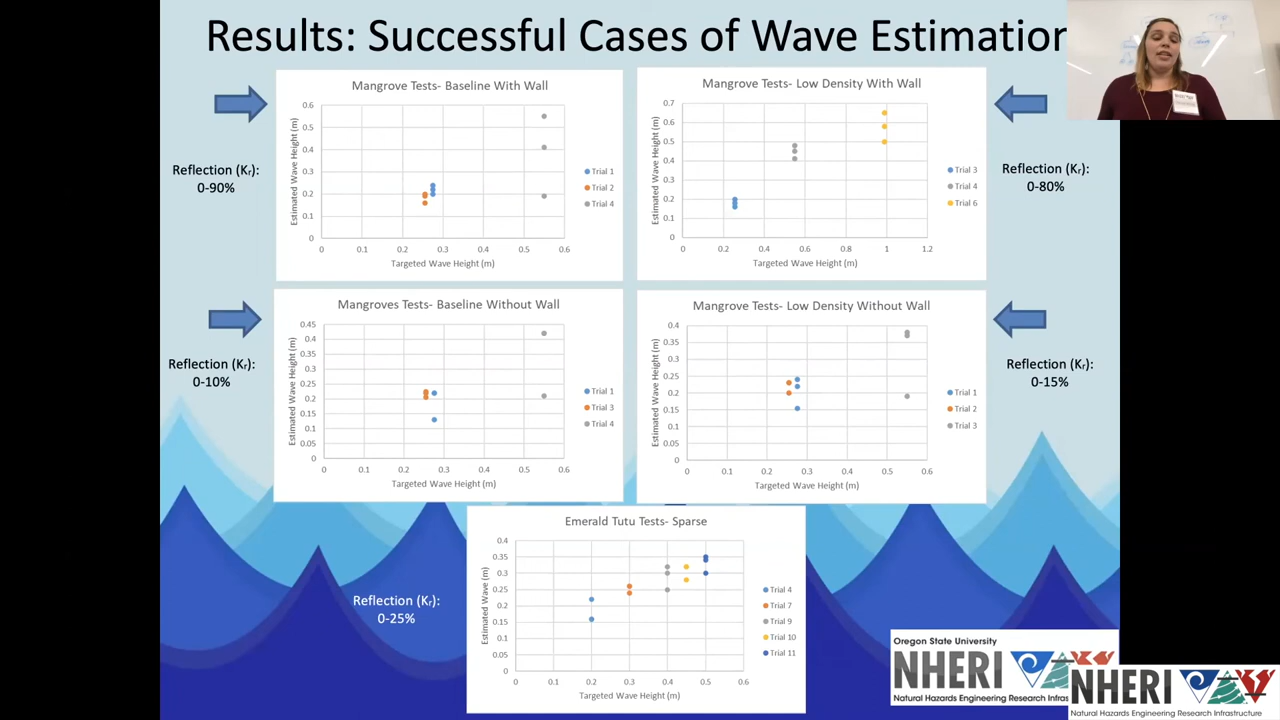 Results: Successful Cases of Wave Estimation
Mangrove Tests- Baseline With Wall
Estimated Wave Height (m)
0.6
0.5
0.4
0.3
0.2
0.1
0
0 0.1 0.2 0.3 0.4 0.5 0.6
Targeted Wave Height (m)
Trial 1
Trial 2
Trial 4
Reflection (Kr):
0-90%
Mangrove Tests- Low Density With Wall
Estimated Wave Height (m)
0.7
0.6
0.5
0.4
0.3
0.2
0.1
0
0 0.2 0.4 0.6 0.8 1 1.2
Targeted Wave Height (m)
Trial 3
Trial 4
Trial 6
Reflection (Kr):
0-80%
Mangroves Tests- Baseline Without Wall
Estimated Wave Height (m)
0.45
0.4
0.35
0.3
0.25
0.2
0.15
0.1
0.05
0
0 0.1 0.2 0.3 0.4 0.5 0.6
Targeted Wave Height (m)
Trial 1
Trial 3
Trial 4
Reflection (Kr):
0-10%
Mangrove Tests- Low Density Without Wall
Estimated Wave Height (m)
0.4
0.35
0.3
0.25
0.2
0.15
0.1
0.05
0
0 0.1 0.2 0.3 0.4 0.5 0.6
Targeted Wave Height (m)
Trial 1
Trial 2
Trial 3
Reflection (Kr):
0-15%
Emerald Tutu Tests- Sparse
Estimated Wave (m)
0.4
0.35
0.3
0.25
0.2
0.15
0.1
0.05
0
0 0.1 0.2 0.3 0.4 0.5 0.6
Targeted Wave Height (m)
Trial 4
Trial 7
Trial 9
Trial 10
Trial 11
Reflection (Kr):
0-25%
Oregon State University
NHERI
Natural Hazards Engineering Research Infrastructure
NHERI
Natural Hazards Engineering Research Infrastructure